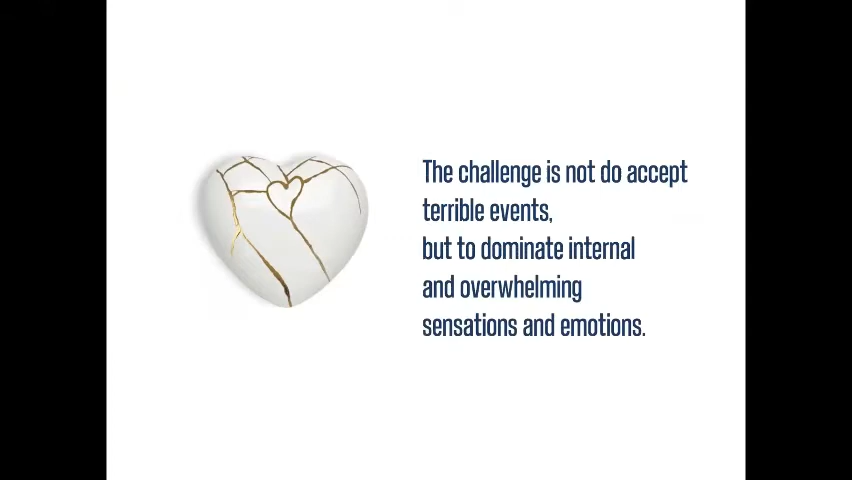 The challenge is not do accept
terrible events,
but to dominate internal
and overwhelming
sensations and emotions.